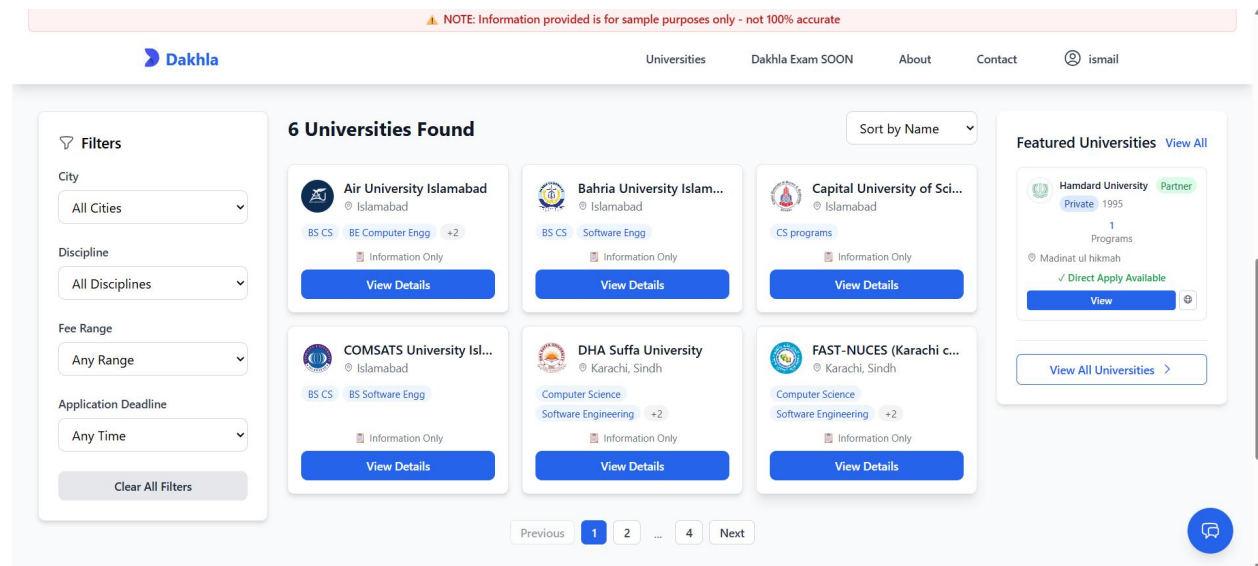 ⚠ NOTE: Information provided is for sample purposes only - not 100% accurate
Dakhla
Universities
Dakhla Exam SOON
About
Contact
ismail
Filters
City
All Cities
Discipline
All Disciplines
Fee Range
Any Range
Application Deadline
Any Time
Clear All Filters
6 Universities Found
Sort by Name
Air University Islamabad
Islamabad
BS CS BE Computer Engg +2
Information Only
View Details
Bahria University Islam...
Islamabad
BS CS Software Engg
Information Only
View Details
Capital University of Sci...
Islamabad
CS programs
Information Only
View Details
COMSATS University Isl...
Islamabad
BS CS BS Software Engg
Information Only
View Details
DHA Suffa University
Karachi, Sindh
Computer Science
Software Engineering +2
Information Only
View Details
FAST-NUCES (Karachi c...
Karachi, Sindh
Computer Science
Software Engineering +2
Information Only
View Details
Previous 1 2 ... 4 Next
Featured Universities View All
Hamdard University Partner
Private 1995
1
Programs
Madinat ul hikmah
✓ Direct Apply Available
View
View All Universities >